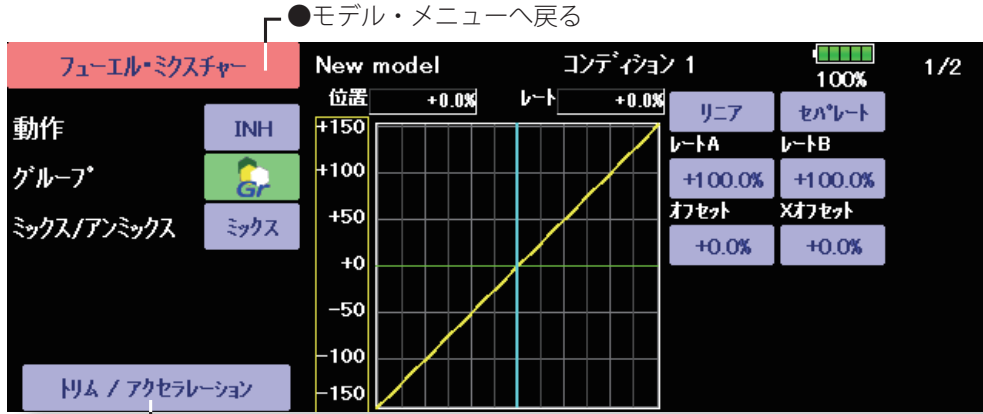 ●モデル・メニューへ戻る
フューエル・ミクスチャー
New model
コンディション 1
100%
1/2
位置 +0.0% レート +0.0%
リニア セパレート
動作 INH
レートA レートB
+100.0% +100.0%
グループ Gr
オフセット Xオフセット
+0.0% +0.0%
ミックス/アンミックス ミックス
+150
+100
+50
+0
-50
-100
-150
トリム / アクセラレーション